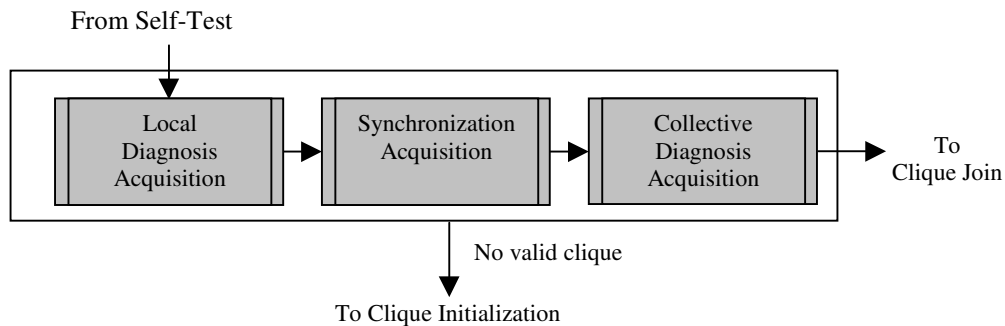 From Self-Test
Local
Diagnosis
Acquisition
Synchronization
Acquisition
Collective
Diagnosis
Acquisition
To
Clique Join
No valid clique
To Clique Initialization